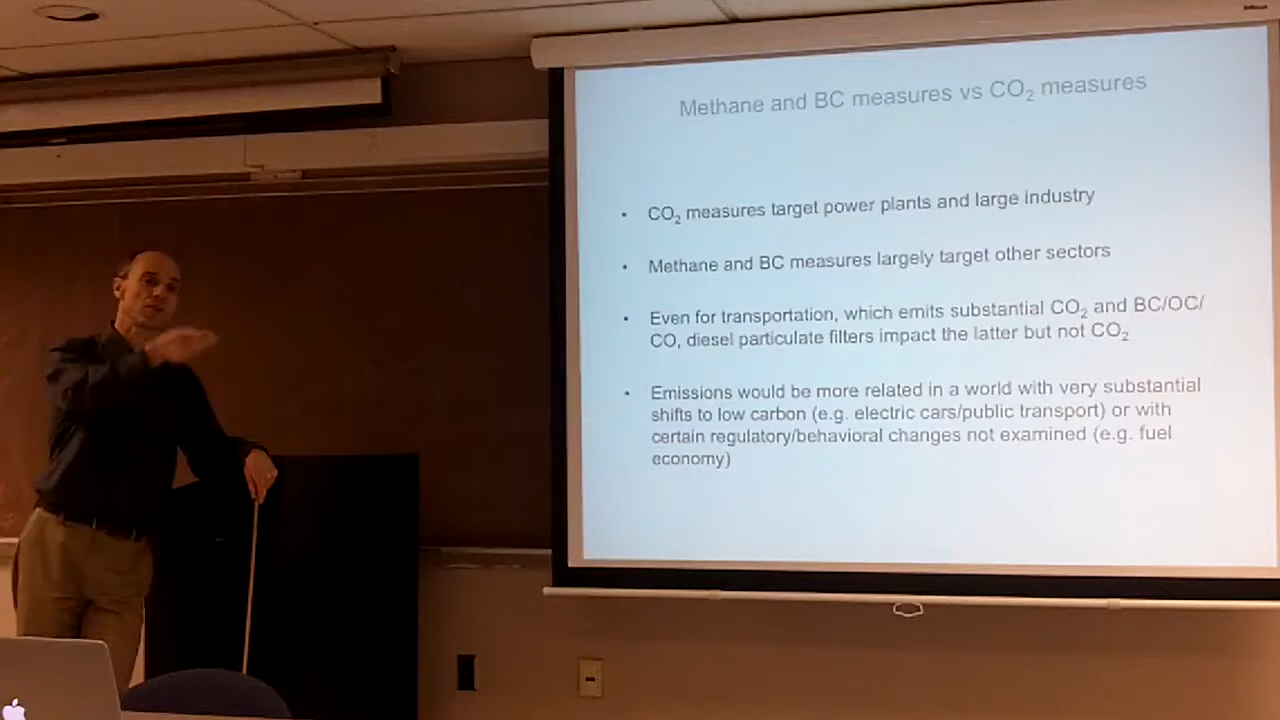 Methane and BC measures vs CO₂ measures
• CO₂ measures target power plants and large industry
• Methane and BC measures largely target other sectors
• Even for transportation, which emits substantial CO₂ and BC/OC/
CO, diesel particulate filters impact the latter but not CO₂
• Emissions would be more related in a world with very substantial
shifts to low carbon (e.g. electric cars/public transport) or with
certain regulatory/behavioral changes not examined (e.g. fuel
economy)